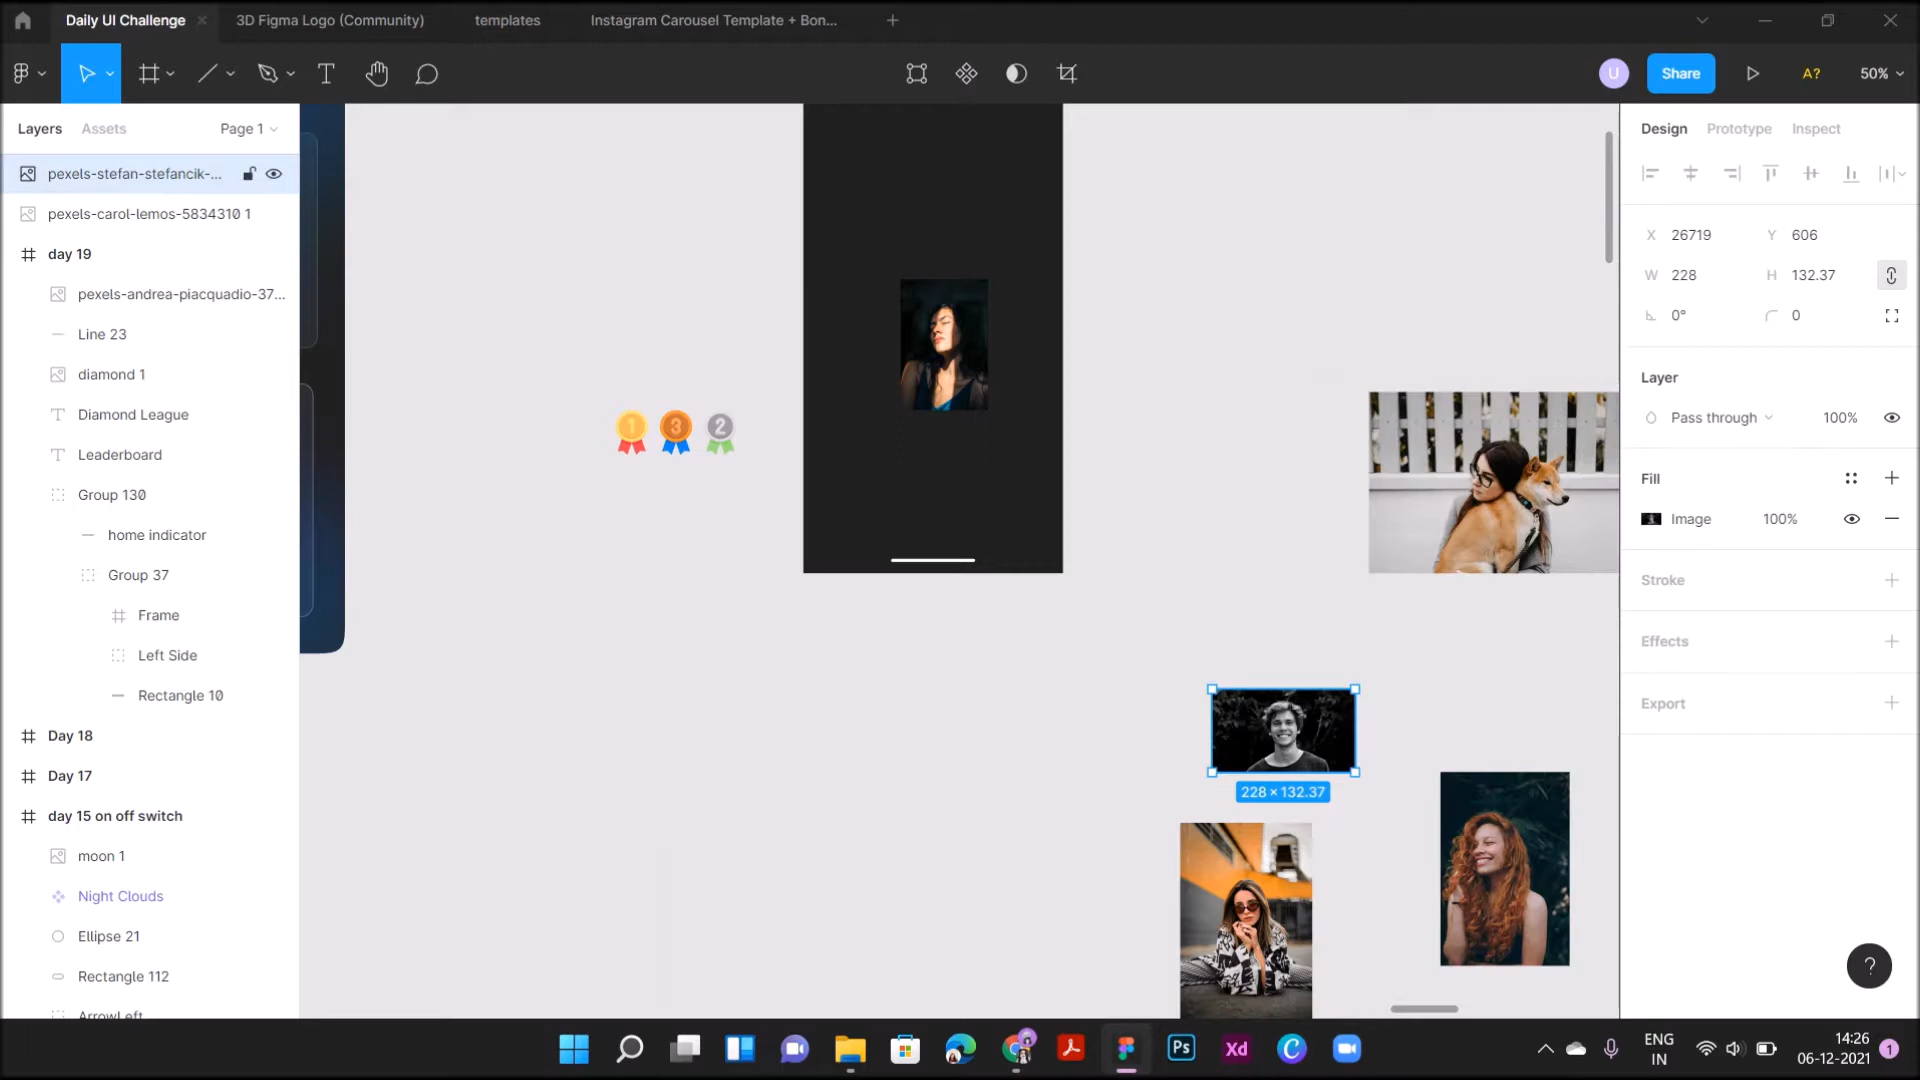 Daily UI Challenge
3D Figma Logo (Community)
templates
Instagram Carousel Template + Bon...
U
Share
A?
50%
Layers
Assets
Page 1
pexels-stefan-stefancik-...
pexels-carol-lemos-5834310 1
day 19
pexels-andrea-piacquadio-37...
Line 23
diamond 1
Diamond League
Leaderboard
Group 130
home indicator
Group 37
Frame
Left Side
Rectangle 10
Day 18
Day 17
day 15 on off switch
moon 1
Night Clouds
Ellipse 21
Rectangle 112
ArrowLeft
1
3
2
228 × 132.37
Design
Prototype
Inspect
X 26719
Y 606
W 228
H 132.37
0°
0
Layer
Pass through
100%
Fill
Image
100%
Stroke
Effects
Export
?
Ps
Xd
C
ENG
IN
14:26
06-12-2021
1